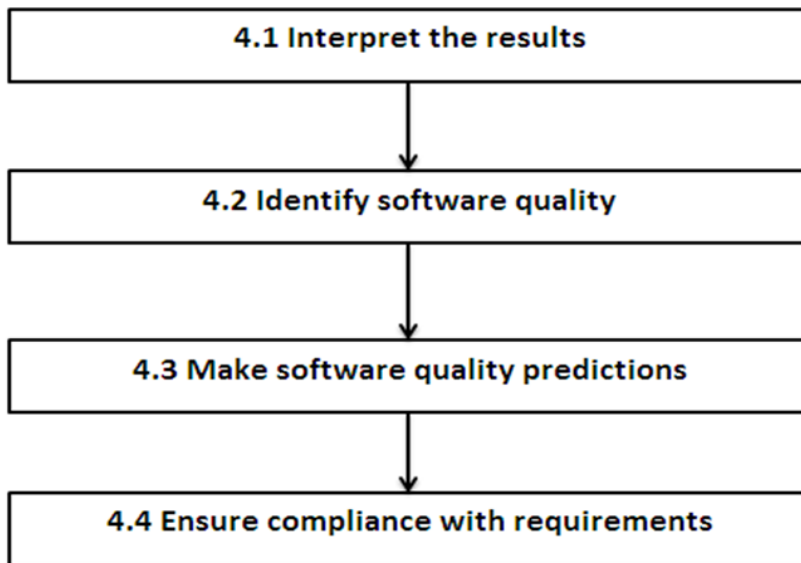 4.1 Interpret the results
4.2 Identify software quality
4.3 Make software quality predictions
4.4 Ensure compliance with requirements